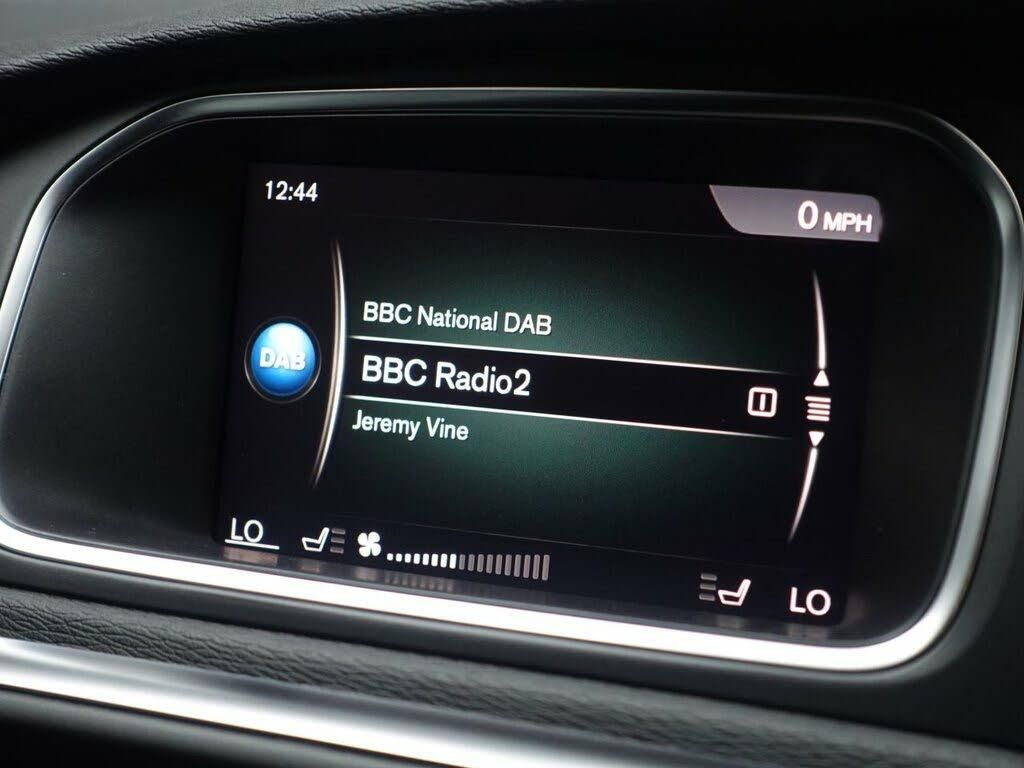 12:44
0 MPH
BBC National DAB
DAB
BBC Radio2
Jeremy Vine
LO
LO